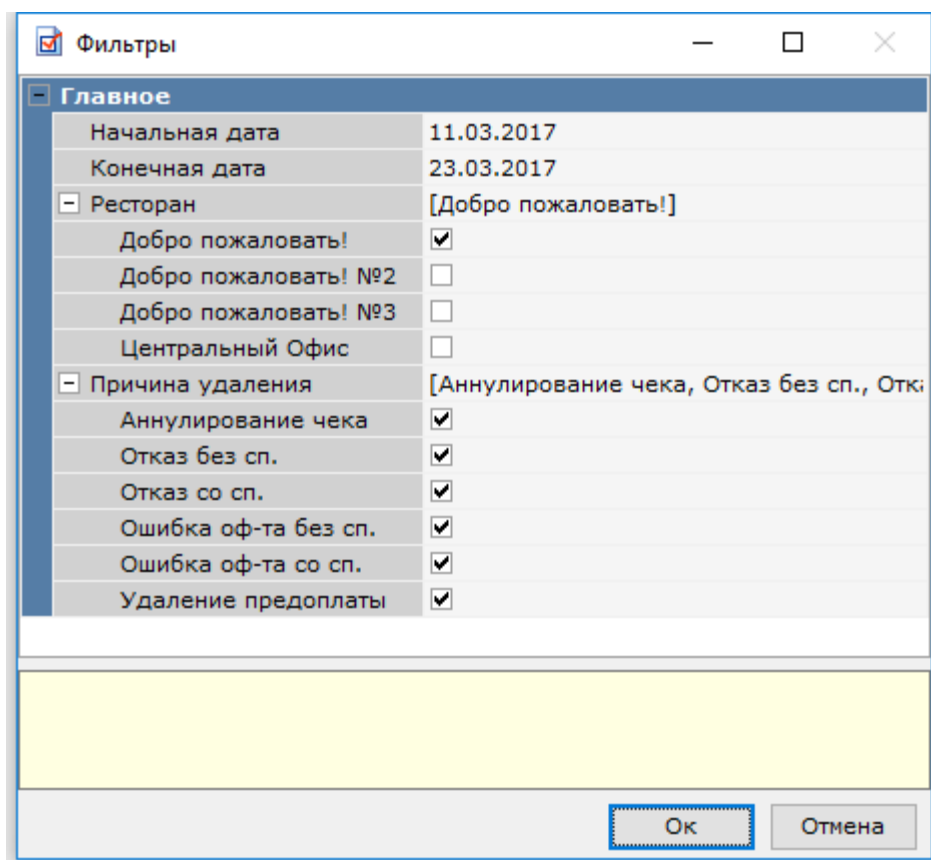 Фильтры
Главное
Начальная дата 11.03.2017
Конечная дата 23.03.2017
Ресторан [Добро пожаловать!]
Добро пожаловать!
Добро пожаловать! №2
Добро пожаловать! №3
Центральный Офис
Причина удаления [Аннулирование чека, Отказ без сп., Отка
Аннулирование чека
Отказ без сп.
Отказ со сп.
Ошибка оф-та без сп.
Ошибка оф-та со сп.
Удаление предоплаты
Ок Отмена